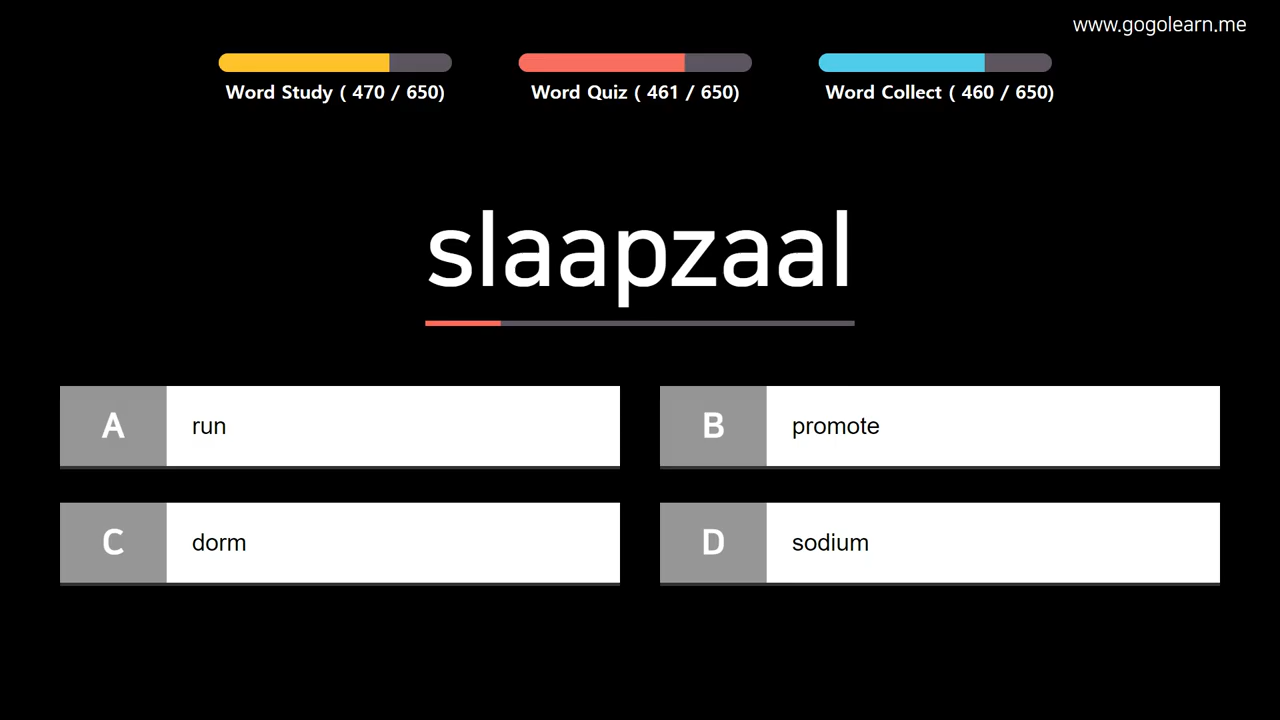 www.gogolearn.me
Word Study ( 470 / 650)
Word Quiz ( 461 / 650)
Word Collect ( 460 / 650)
slaapzaal
A run
B promote
C dorm
D sodium